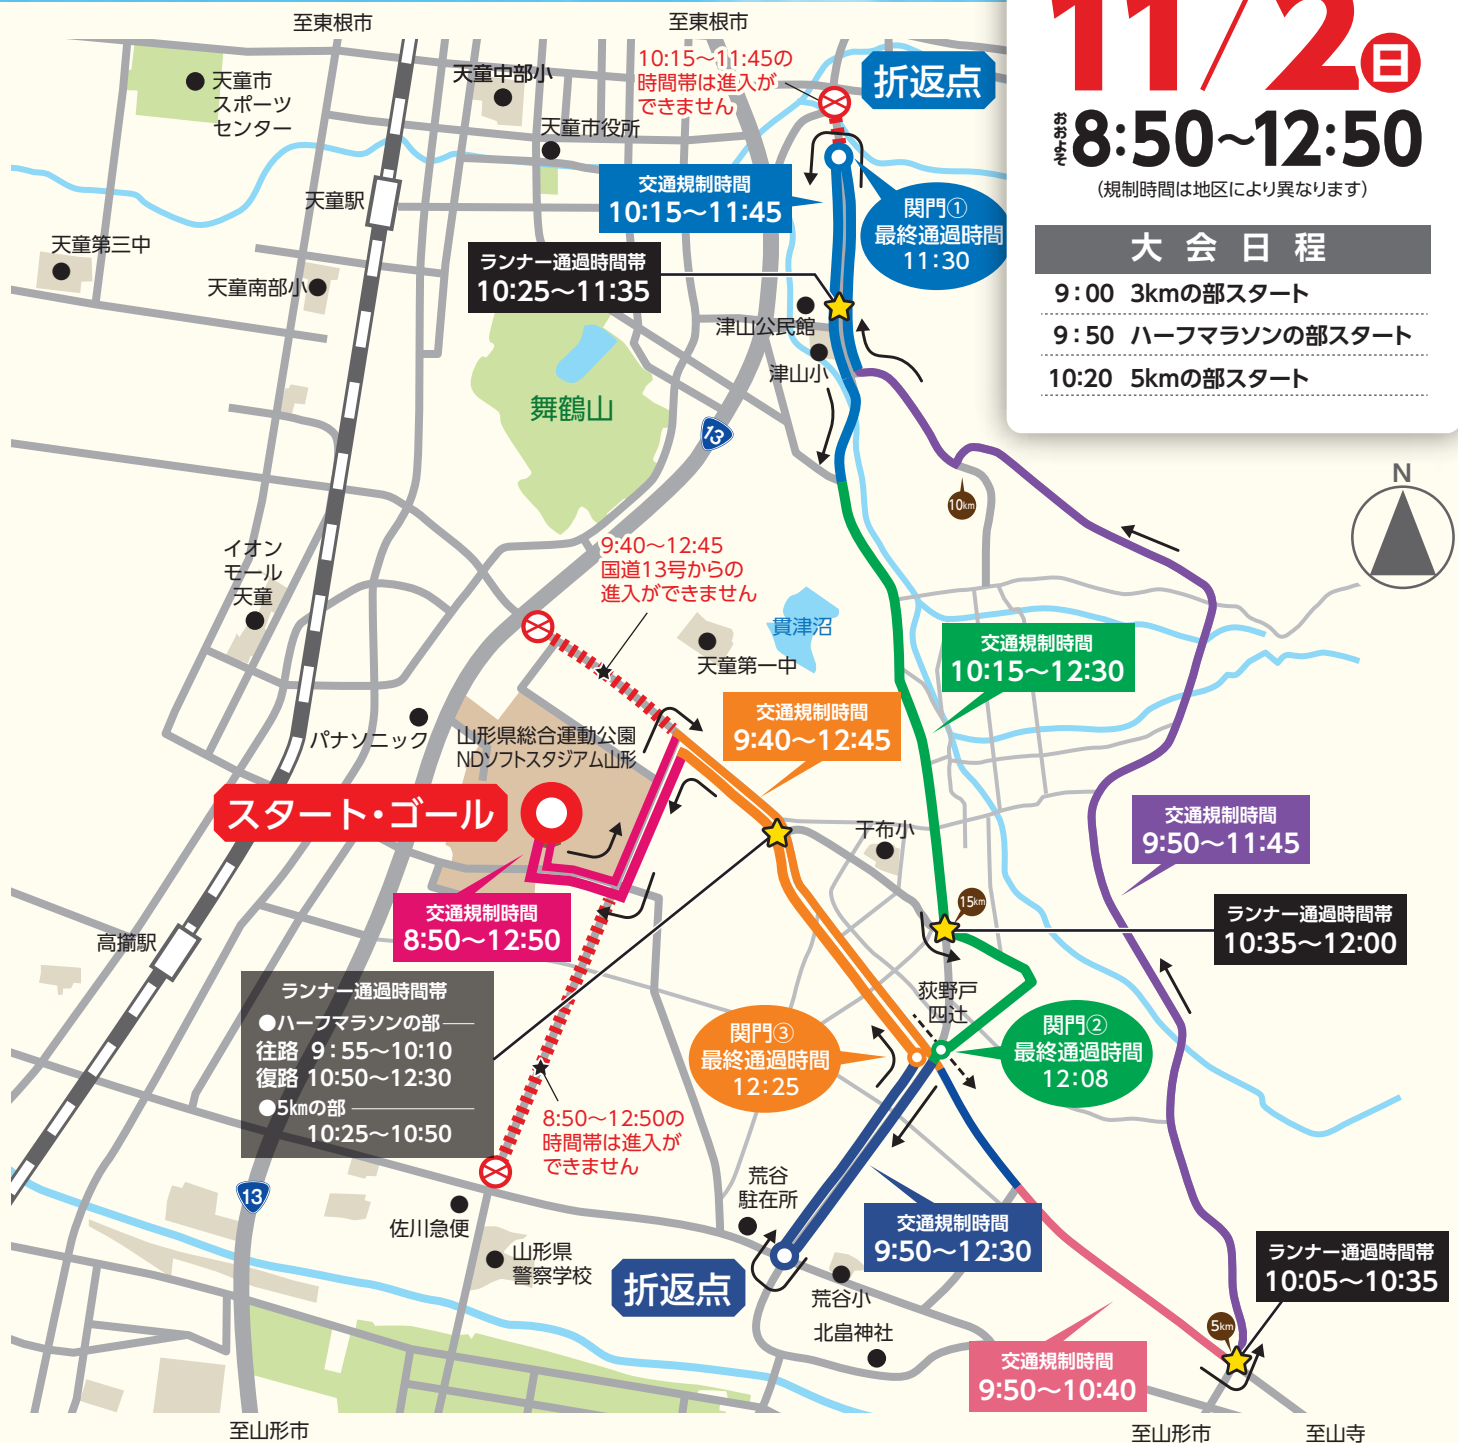 至東根市
至東根市
11/2日
おおよそ
8:50〜12:50
(規制時間は地区により異なります)
大会日程
9:00 3kmの部スタート
9:50 ハーフマラソンの部スタート
10:20 5kmの部スタート
10:15〜11:45の
時間帯は進入が
できません
折返点
天童市
スポーツ
センター
天童中部小
天童市役所
交通規制時間
10:15〜11:45
天童駅
関門①
最終通過時間
11:30
天童第三中
ランナー通過時間帯
10:25〜11:35
天童南部小
津山公民館
津山小
舞鶴山
13
N
10km
イオン
モール
天童
9:40〜12:45
国道13号からの
進入ができません
貫津沼
天童第一中
交通規制時間
10:15〜12:30
交通規制時間
9:40〜12:45
パナソニック
山形県総合運動公園
NDソフトスタジアム山形
スタート・ゴール
干布小
交通規制時間
9:50〜11:45
15km
交通規制時間
8:50〜12:50
ランナー通過時間帯
10:35〜12:00
高擶駅
ランナー通過時間帯
●ハーフマラソンの部
往路 9:55〜10:10
復路 10:50〜12:30
●5kmの部
10:25〜10:50
荻野戸
四辻
関門③
最終通過時間
12:25
関門②
最終通過時間
12:08
8:50〜12:50の
時間帯は進入が
できません
13
荒谷
駐在所
佐川急便
交通規制時間
9:50〜12:30
山形県
警察学校
折返点
荒谷小
北畠神社
ランナー通過時間帯
10:05〜10:35
5km
交通規制時間
9:50〜10:40
至山形市
至山形市
至山寺